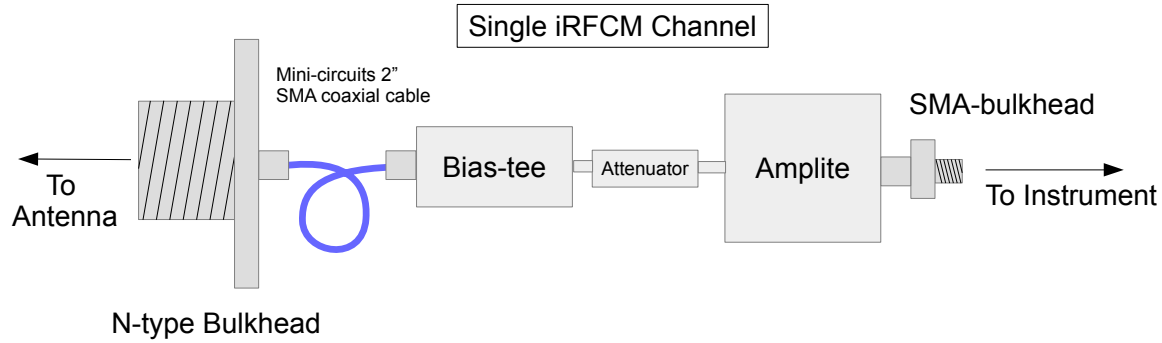 Single iRFCM Channel
Mini-circuits 2”
SMA coaxial cable
SMA-bulkhead
Bias-tee
Attenuator
Amplite
To
Antenna
To Instrument
N-type Bulkhead